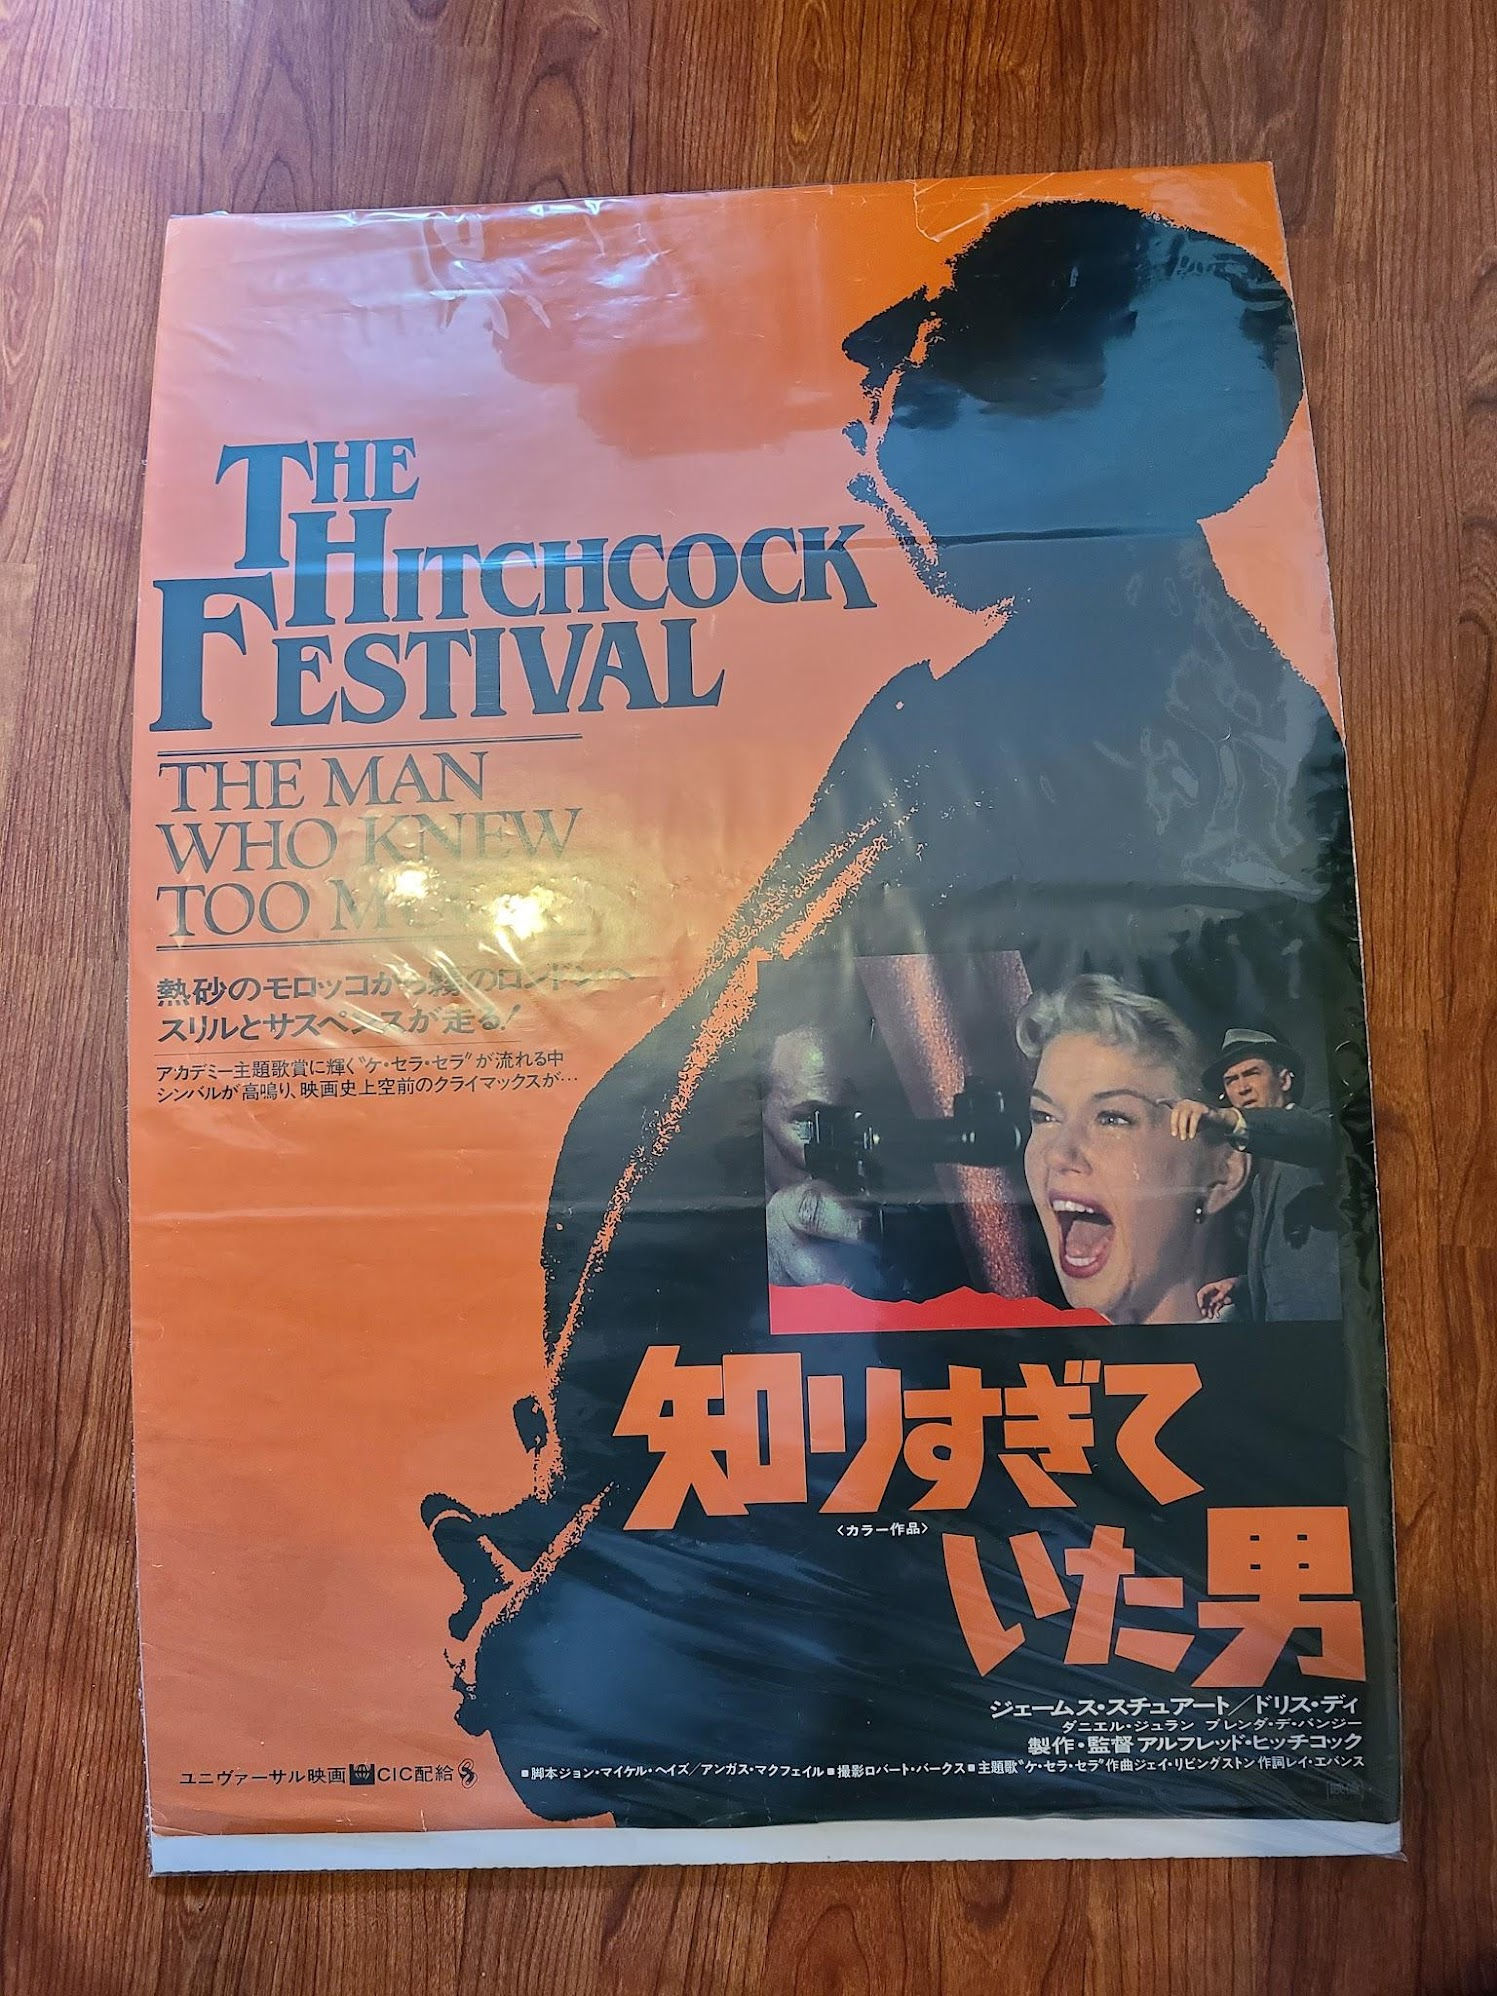 THE
HITCHCOCK
FESTIVAL
THE MAN
WHO KNEW
TOO
熱砂のモロッコから霧のロンドンへ
スリルとサスペンスが走る!
アカデミー主題歌賞に輝く“ケ・セラ・セラ”が流れる中
シンバルが高鳴り、映画史上空前のクライマックスが…
知りすぎて
〈カラー作品〉
いた男
ジェームス・スチュアート/ドリス・デイ
ダニエル・ジュラン ブレンダ・デ・バンジー
製作・監督 アルフレッド・ヒッチコック
■脚本ジョン・マイケル・ヘイズ/アンガス・マクフェイル■撮影ロバート・バークス■主題歌“ケ・セラ・セラ”作曲ジェイ・リビングストン 作詞レイ・エバンス
ユニヴァーサル映画 CIC配給